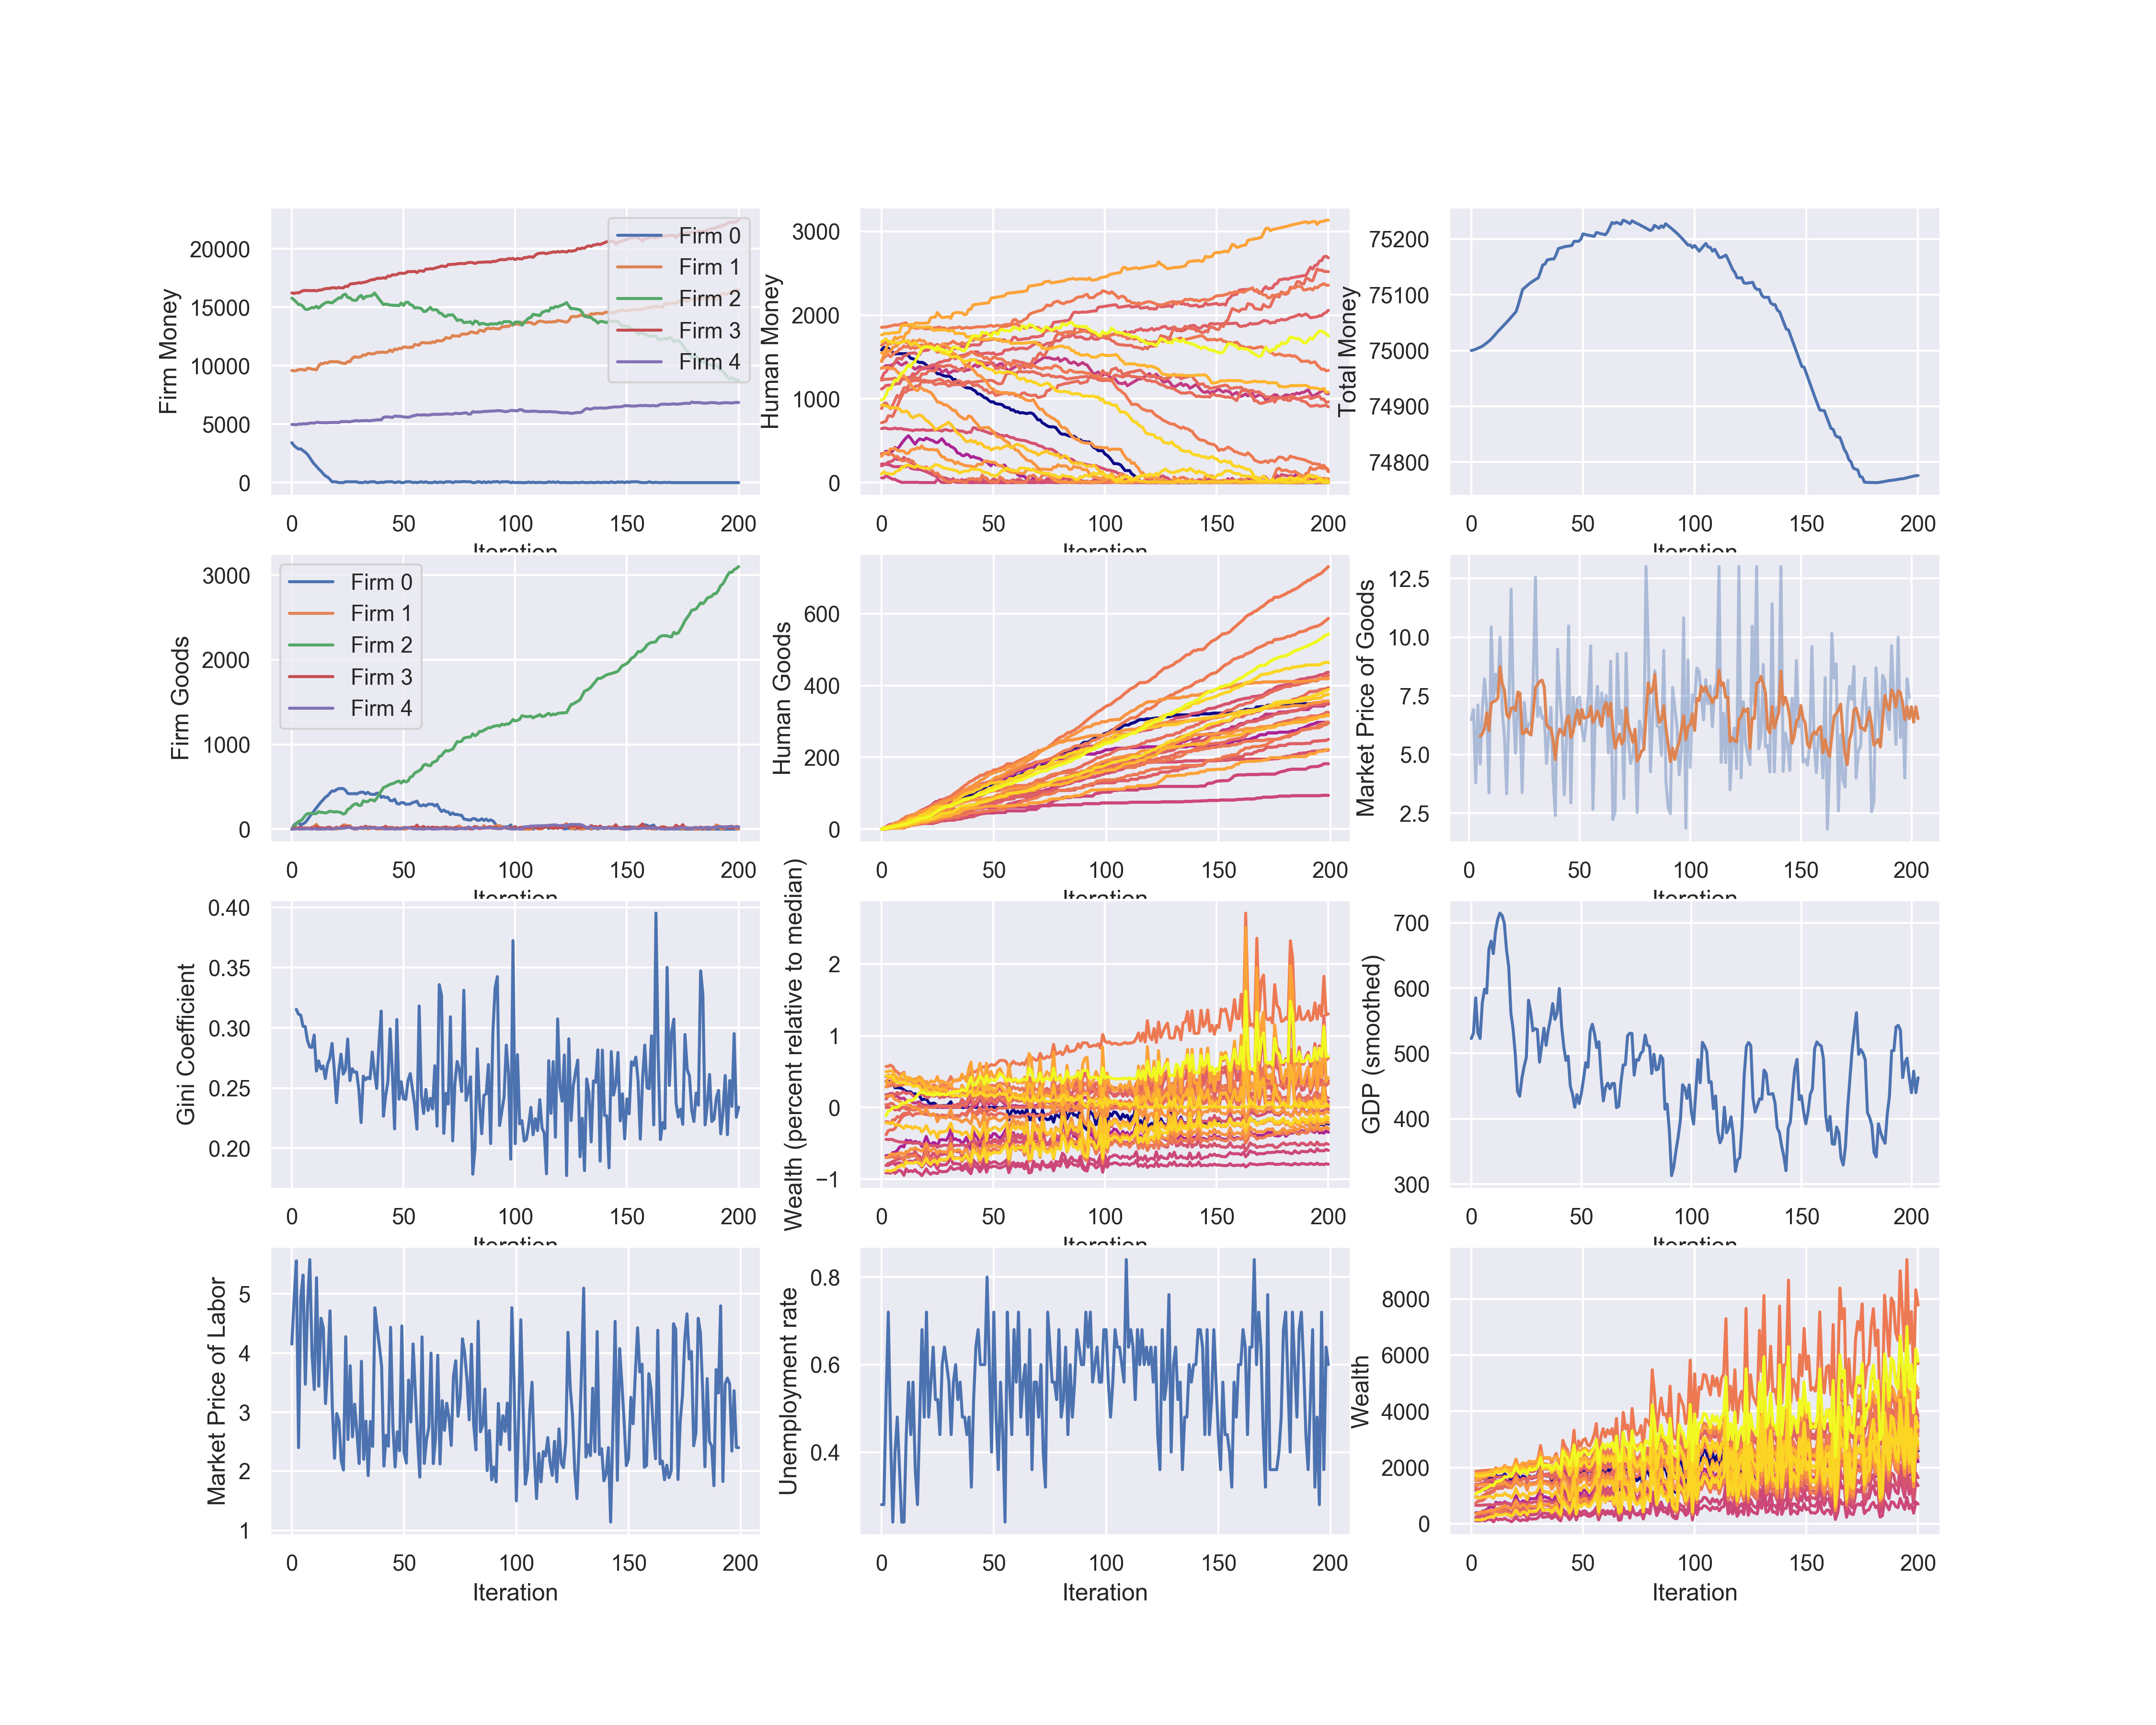 Firm Money
20000
15000
10000
5000
0
0 50 100 150 200
Iteration
Firm 0
Firm 1
Firm 2
Firm 3
Firm 4
Human Money
3000
2000
1000
0
0 50 100 150 200
Iteration
Total Money
75200
75100
75000
74900
74800
0 50 100 150 200
Iteration
Firm Goods
3000
2000
1000
0
0 50 100 150 200
Iteration
Firm 0
Firm 1
Firm 2
Firm 3
Firm 4
Human Goods
600
400
200
0
0 50 100 150 200
Iteration
Market Price of Goods
12.5
10.0
7.5
5.0
2.5
0 50 100 150 200
Iteration
Gini Coefficient
0.40
0.35
0.30
0.25
0.20
0 50 100 150 200
Iteration
Wealth (percent relative to median)
2
1
0
−1
0 50 100 150 200
Iteration
GDP (smoothed)
700
600
500
400
300
0 50 100 150 200
Iteration
Market Price of Labor
5
4
3
2
1
0 50 100 150 200
Iteration
Unemployment rate
0.8
0.6
0.4
0 50 100 150 200
Iteration
Wealth
8000
6000
4000
2000
0
0 50 100 150 200
Iteration